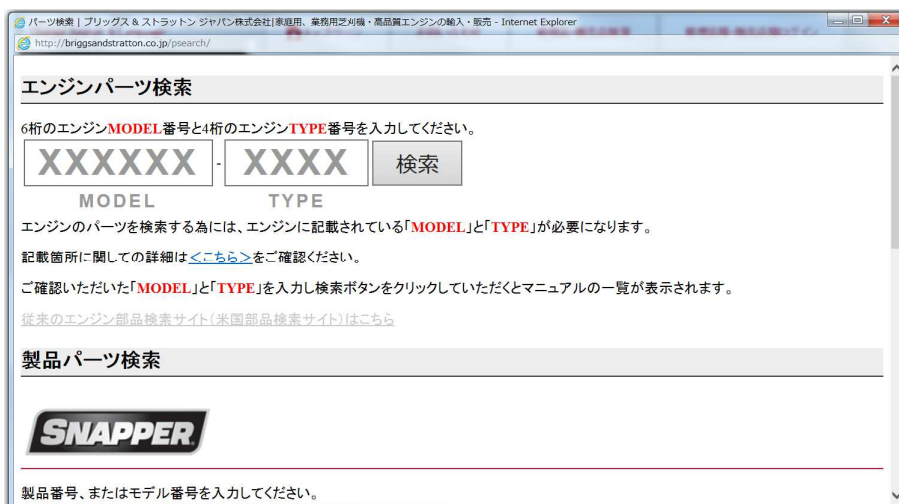 パーツ検索 | ブリッグス & ストラットン ジャパン株式会社|家庭用、業務用芝刈機・高品質エンジンの輸入・販売 - Internet Explorer
http://briggsandstratton.co.jp/psearch/
エンジンパーツ検索
6桁のエンジンMODEL番号と4桁のエンジンTYPE番号を入力してください。
XXXXXX - XXXX 検索
MODEL TYPE
エンジンのパーツを検索する為には、エンジンに記載されている「MODEL」と「TYPE」が必要になります。
記載箇所に関しての詳細は<こちら>をご確認ください。
ご確認いただいた「MODEL」と「TYPE」を入力し検索ボタンをクリックしていただくとマニュアルの一覧が表示されます。
従来のエンジン部品検索サイト(米国部品検索サイト)はこちら
製品パーツ検索
SNAPPER
製品番号、またはモデル番号を入力してください。